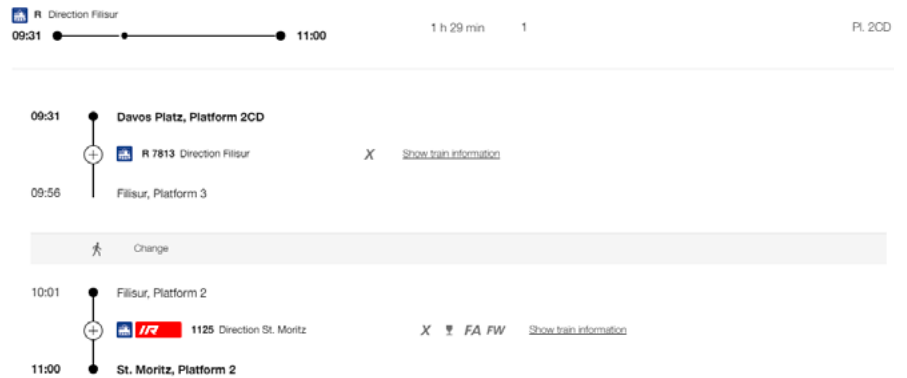 R Direction Filisur
09:31 11:00 1 h 29 min 1 Pl. 2CD
09:31 Davos Platz, Platform 2CD
R 7813 Direction Filisur X Show train information
09:56 Filisur, Platform 3
Change
10:01 Filisur, Platform 2
IR 1125 Direction St. Moritz X FA FW Show train information
11:00 St. Moritz, Platform 2